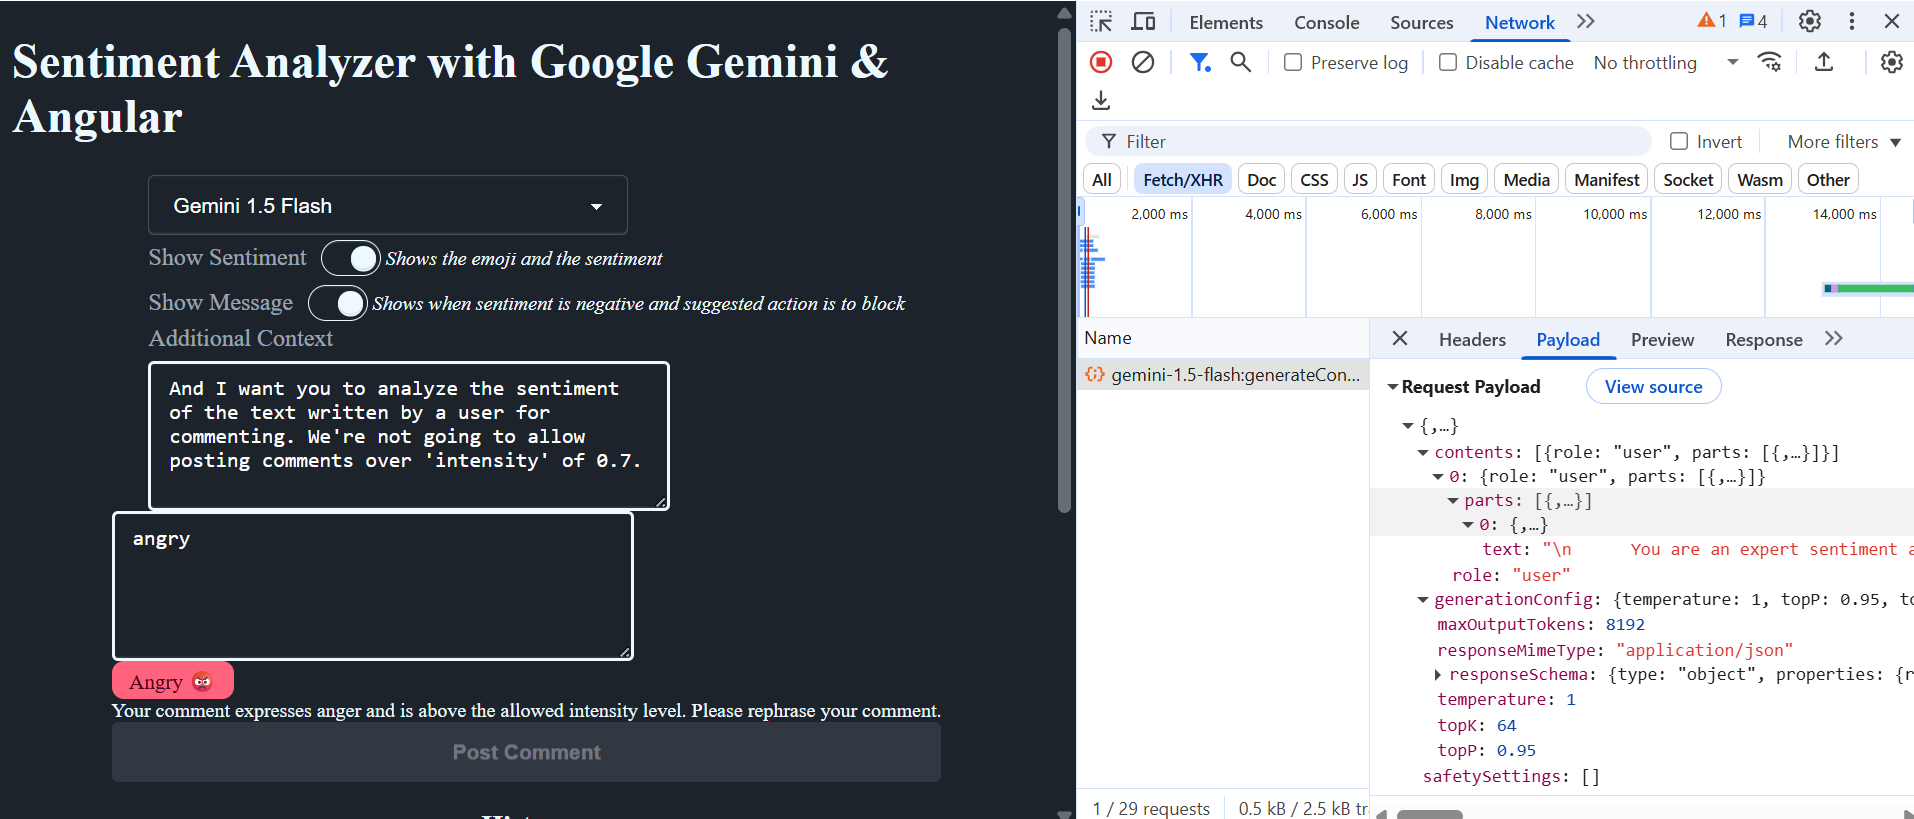 Sentiment Analyzer with Google Gemini &
Angular
Gemini 1.5 Flash
Show Sentiment Shows the emoji and the sentiment
Show Message Shows when sentiment is negative and suggested action is to block
Additional Context
And I want you to analyze the sentiment
of the text written by a user for
commenting. We're not going to allow
posting comments over 'intensity' of 0.7.
angry
Angry 😡
Your comment expresses anger and is above the allowed intensity level. Please rephrase your comment.
Post Comment
Elements Console Sources Network 1 4
Preserve log Disable cache No throttling
Filter Invert More filters
All Fetch/XHR Doc CSS JS Font Img Media Manifest Socket Wasm Other
2,000 ms 4,000 ms 6,000 ms 8,000 ms 10,000 ms 12,000 ms 14,000 ms
Name
gemini-1.5-flash:generateCon...
Headers Payload Preview Response
Request Payload View source
{,…}
contents: [{role: "user", parts: [{,…}]}]
0: {role: "user", parts: [{,…}]}
parts: [{,…}]
0: {,…}
text: "\n You are an expert sentiment a
role: "user"
generationConfig: {temperature: 1, topP: 0.95, to
maxOutputTokens: 8192
responseMimeType: "application/json"
responseSchema: {type: "object", properties: {r
temperature: 1
topK: 64
topP: 0.95
safetySettings: []
1 / 29 requests 0.5 kB / 2.5 kB tr